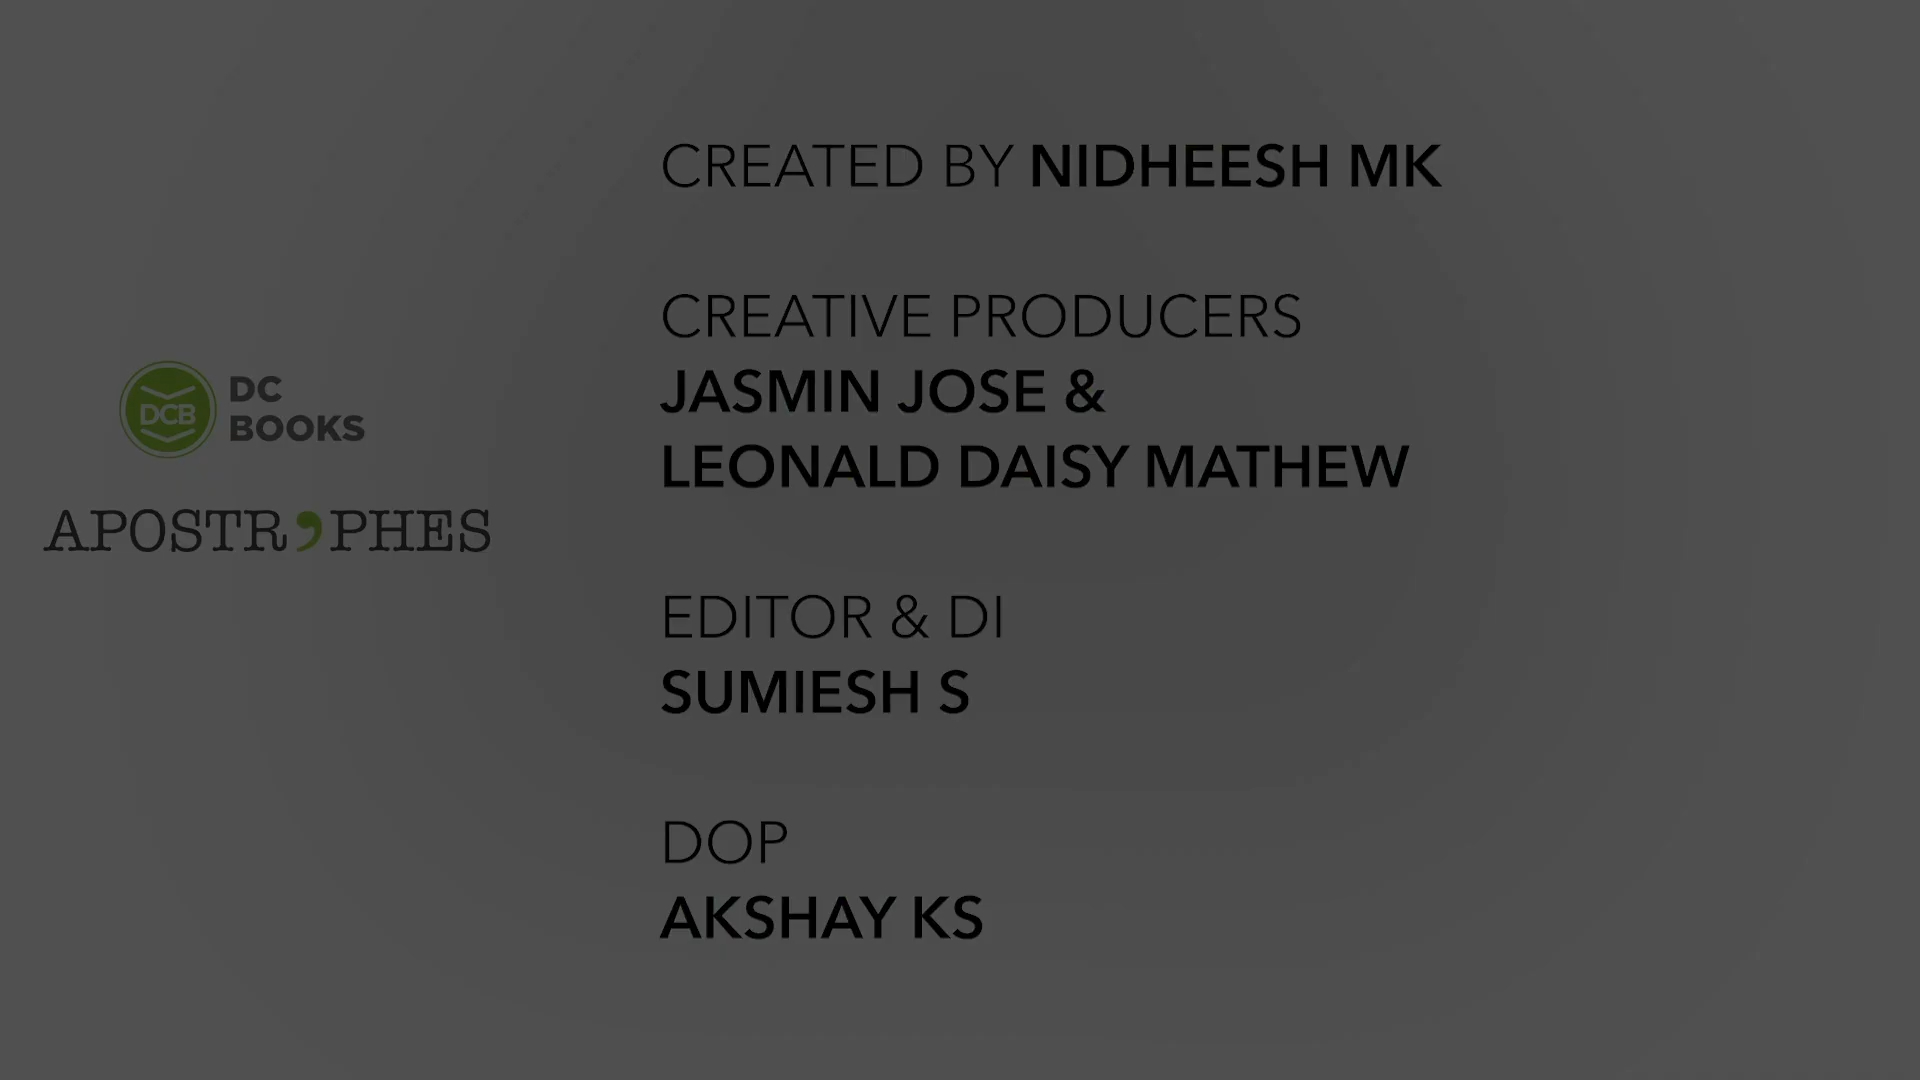 CREATED BY NIDHEESH MK
CREATIVE PRODUCERS
JASMIN JOSE &
LEONALD DAISY MATHEW
DCB
DC
BOOKS
APOSTR,PHES
EDITOR & DI
SUMIESH S
DOP
AKSHAY KS